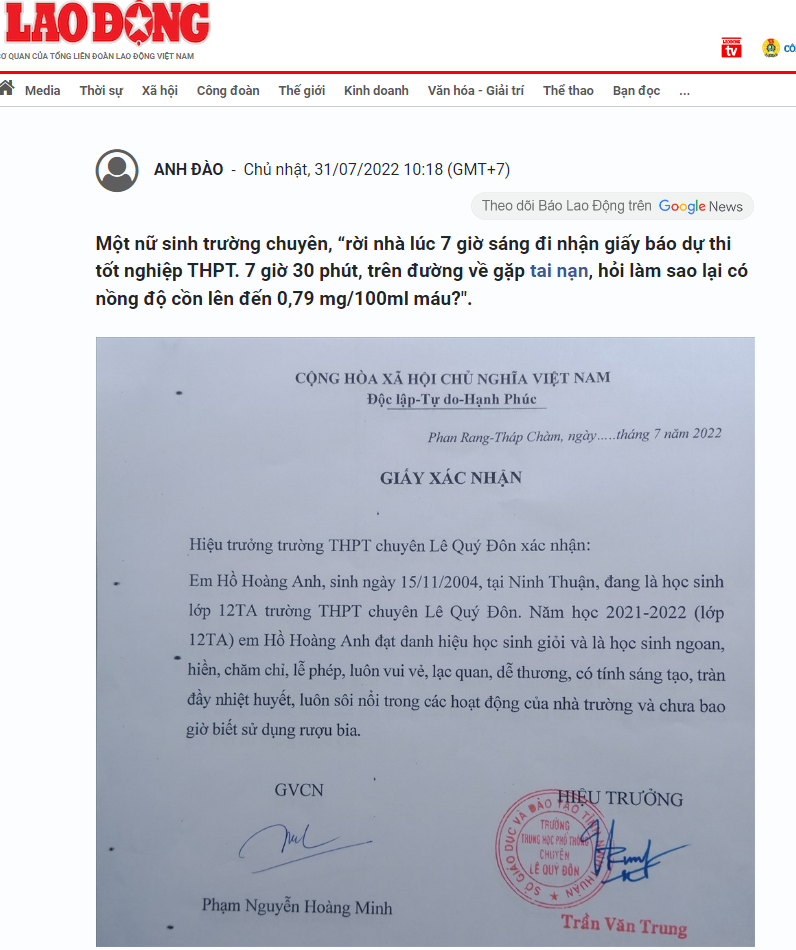 LAO ĐỘNG
CƠ QUAN CỦA TỔNG LIÊN ĐOÀN LAO ĐỘNG VIỆT NAM
LAODONG
tv
CÔ
Media Thời sự Xã hội Công đoàn Thế giới Kinh doanh Văn hóa - Giải trí Thể thao Bạn đọc ...
ANH ĐÀO - Chủ nhật, 31/07/2022 10:18 (GMT+7)
Theo dõi Báo Lao Động trên Google News
Một nữ sinh trường chuyên, “rời nhà lúc 7 giờ sáng đi nhận giấy báo dự thi
tốt nghiệp THPT. 7 giờ 30 phút, trên đường về gặp tai nạn, hỏi làm sao lại có
nồng độ cồn lên đến 0,79 mg/100ml máu?".
CỘNG HÒA XÃ HỘI CHỦ NGHĨA VIỆT NAM
Độc lập-Tự do-Hạnh Phúc
Phan Rang-Tháp Chàm, ngày.....tháng 7 năm 2022
GIẤY XÁC NHẬN
Hiệu trưởng trường THPT chuyên Lê Quý Đôn xác nhận:
Em Hồ Hoàng Anh, sinh ngày 15/11/2004, tại Ninh Thuận, đang là học sinh
lớp 12TA trường THPT chuyên Lê Quý Đôn. Năm học 2021-2022 (lớp
12TA) em Hồ Hoàng Anh đạt danh hiệu học sinh giỏi và là học sinh ngoan,
hiền, chăm chỉ, lễ phép, luôn vui vẻ, lạc quan, dễ thương, có tính sáng tạo, tràn
đầy nhiệt huyết, luôn sôi nổi trong các hoạt động của nhà trường và chưa bao
giờ biết sử dụng rượu bia.
GVCN
HIỆU TRƯỞNG
SỞ GIÁO DỤC VÀ ĐÀO TẠO TỈNH NINH THUẬN
TRƯỜNG
TRUNG HỌC PHỔ THÔNG
CHUYÊN
LÊ QUÝ ĐÔN
Phạm Nguyễn Hoàng Minh
Trần Văn Trung